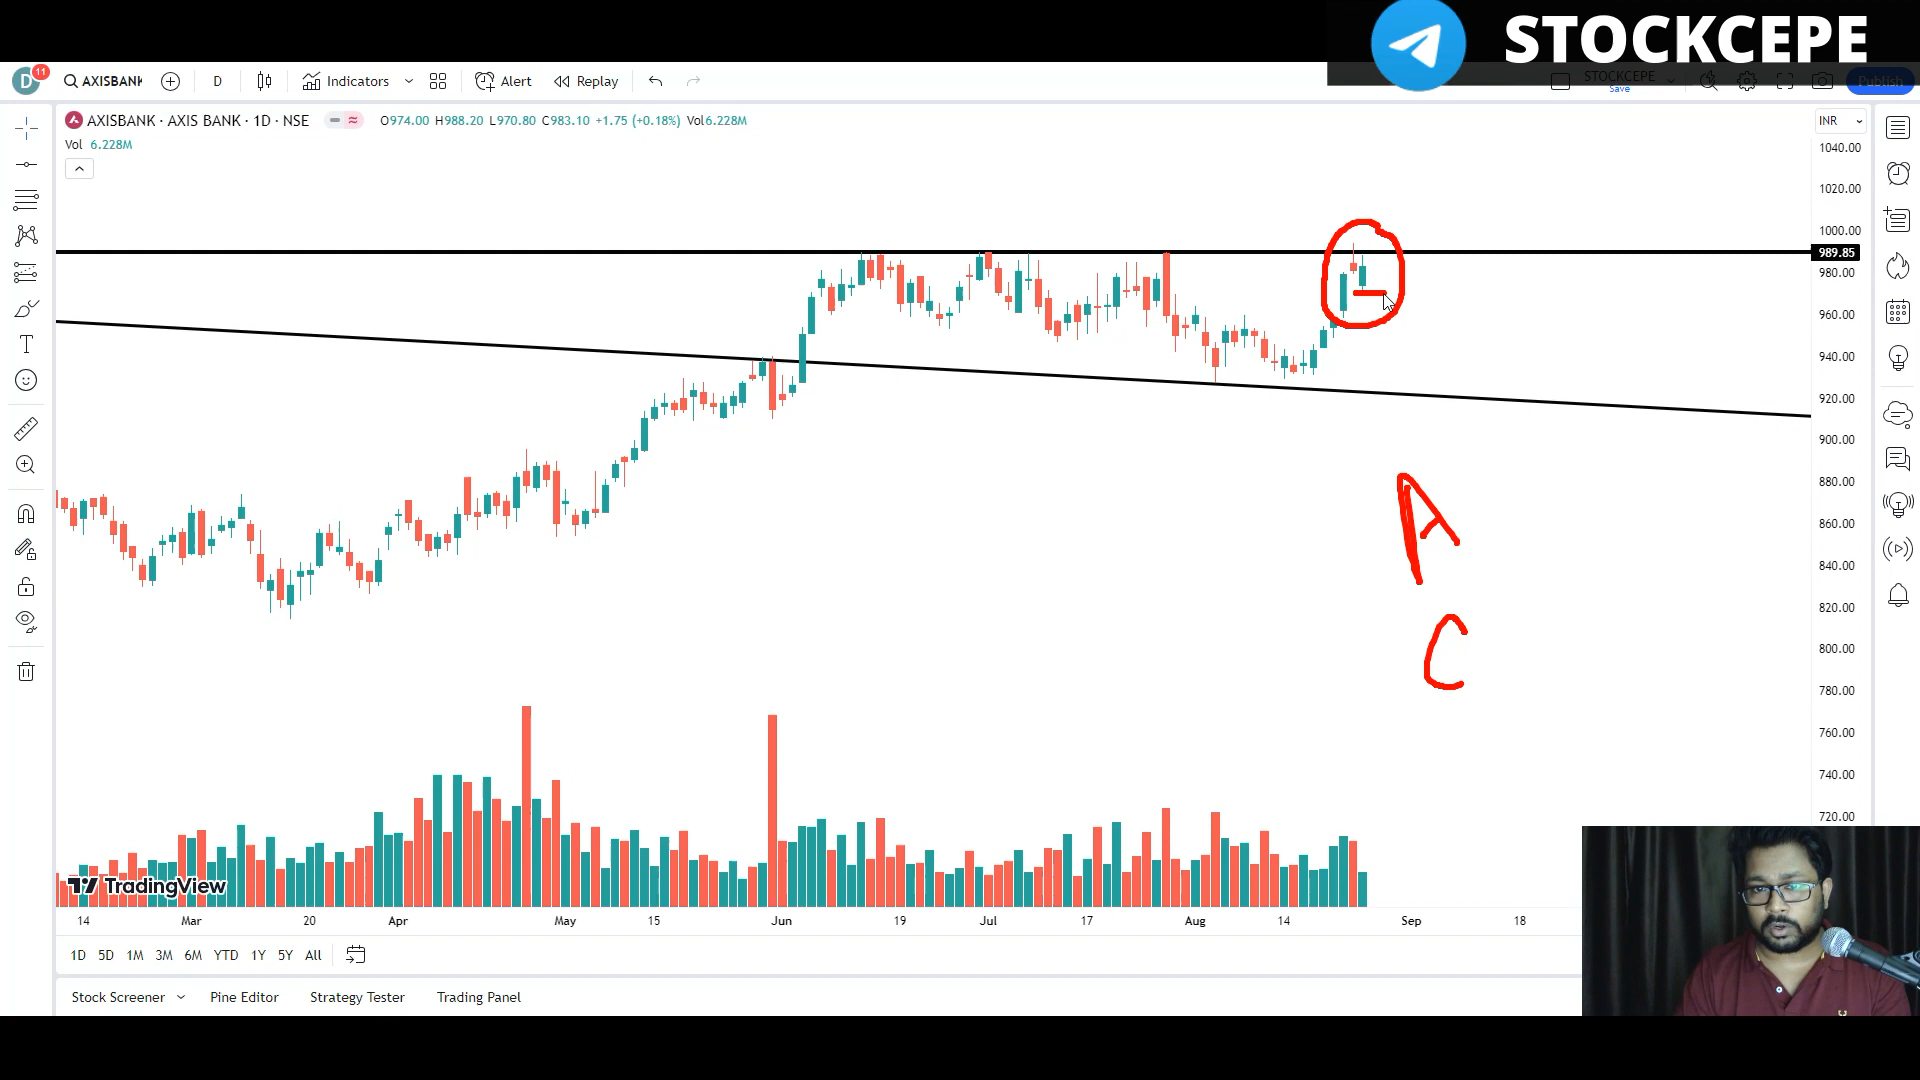 STOCKCEPE
D 11 AXISBANK D Indicators Alert Replay STOCKCEPE Save Publish
AXISBANK · AXIS BANK · 1D · NSE O974.00 H988.20 L970.80 C983.10 +1.75 (+0.18%) Vol6.228M INR
Vol 6.228M
1040.00
1020.00
1000.00
989.85
980.00
960.00
940.00
920.00
900.00
880.00
860.00
840.00
820.00
800.00
780.00
760.00
740.00
720.00
A
C
TradingView
14 Mar 20 Apr May 15 Jun 19 Jul 17 Aug 14 Sep 18
1D 5D 1M 3M 6M YTD 1Y 5Y All
Stock Screener Pine Editor Strategy Tester Trading Panel